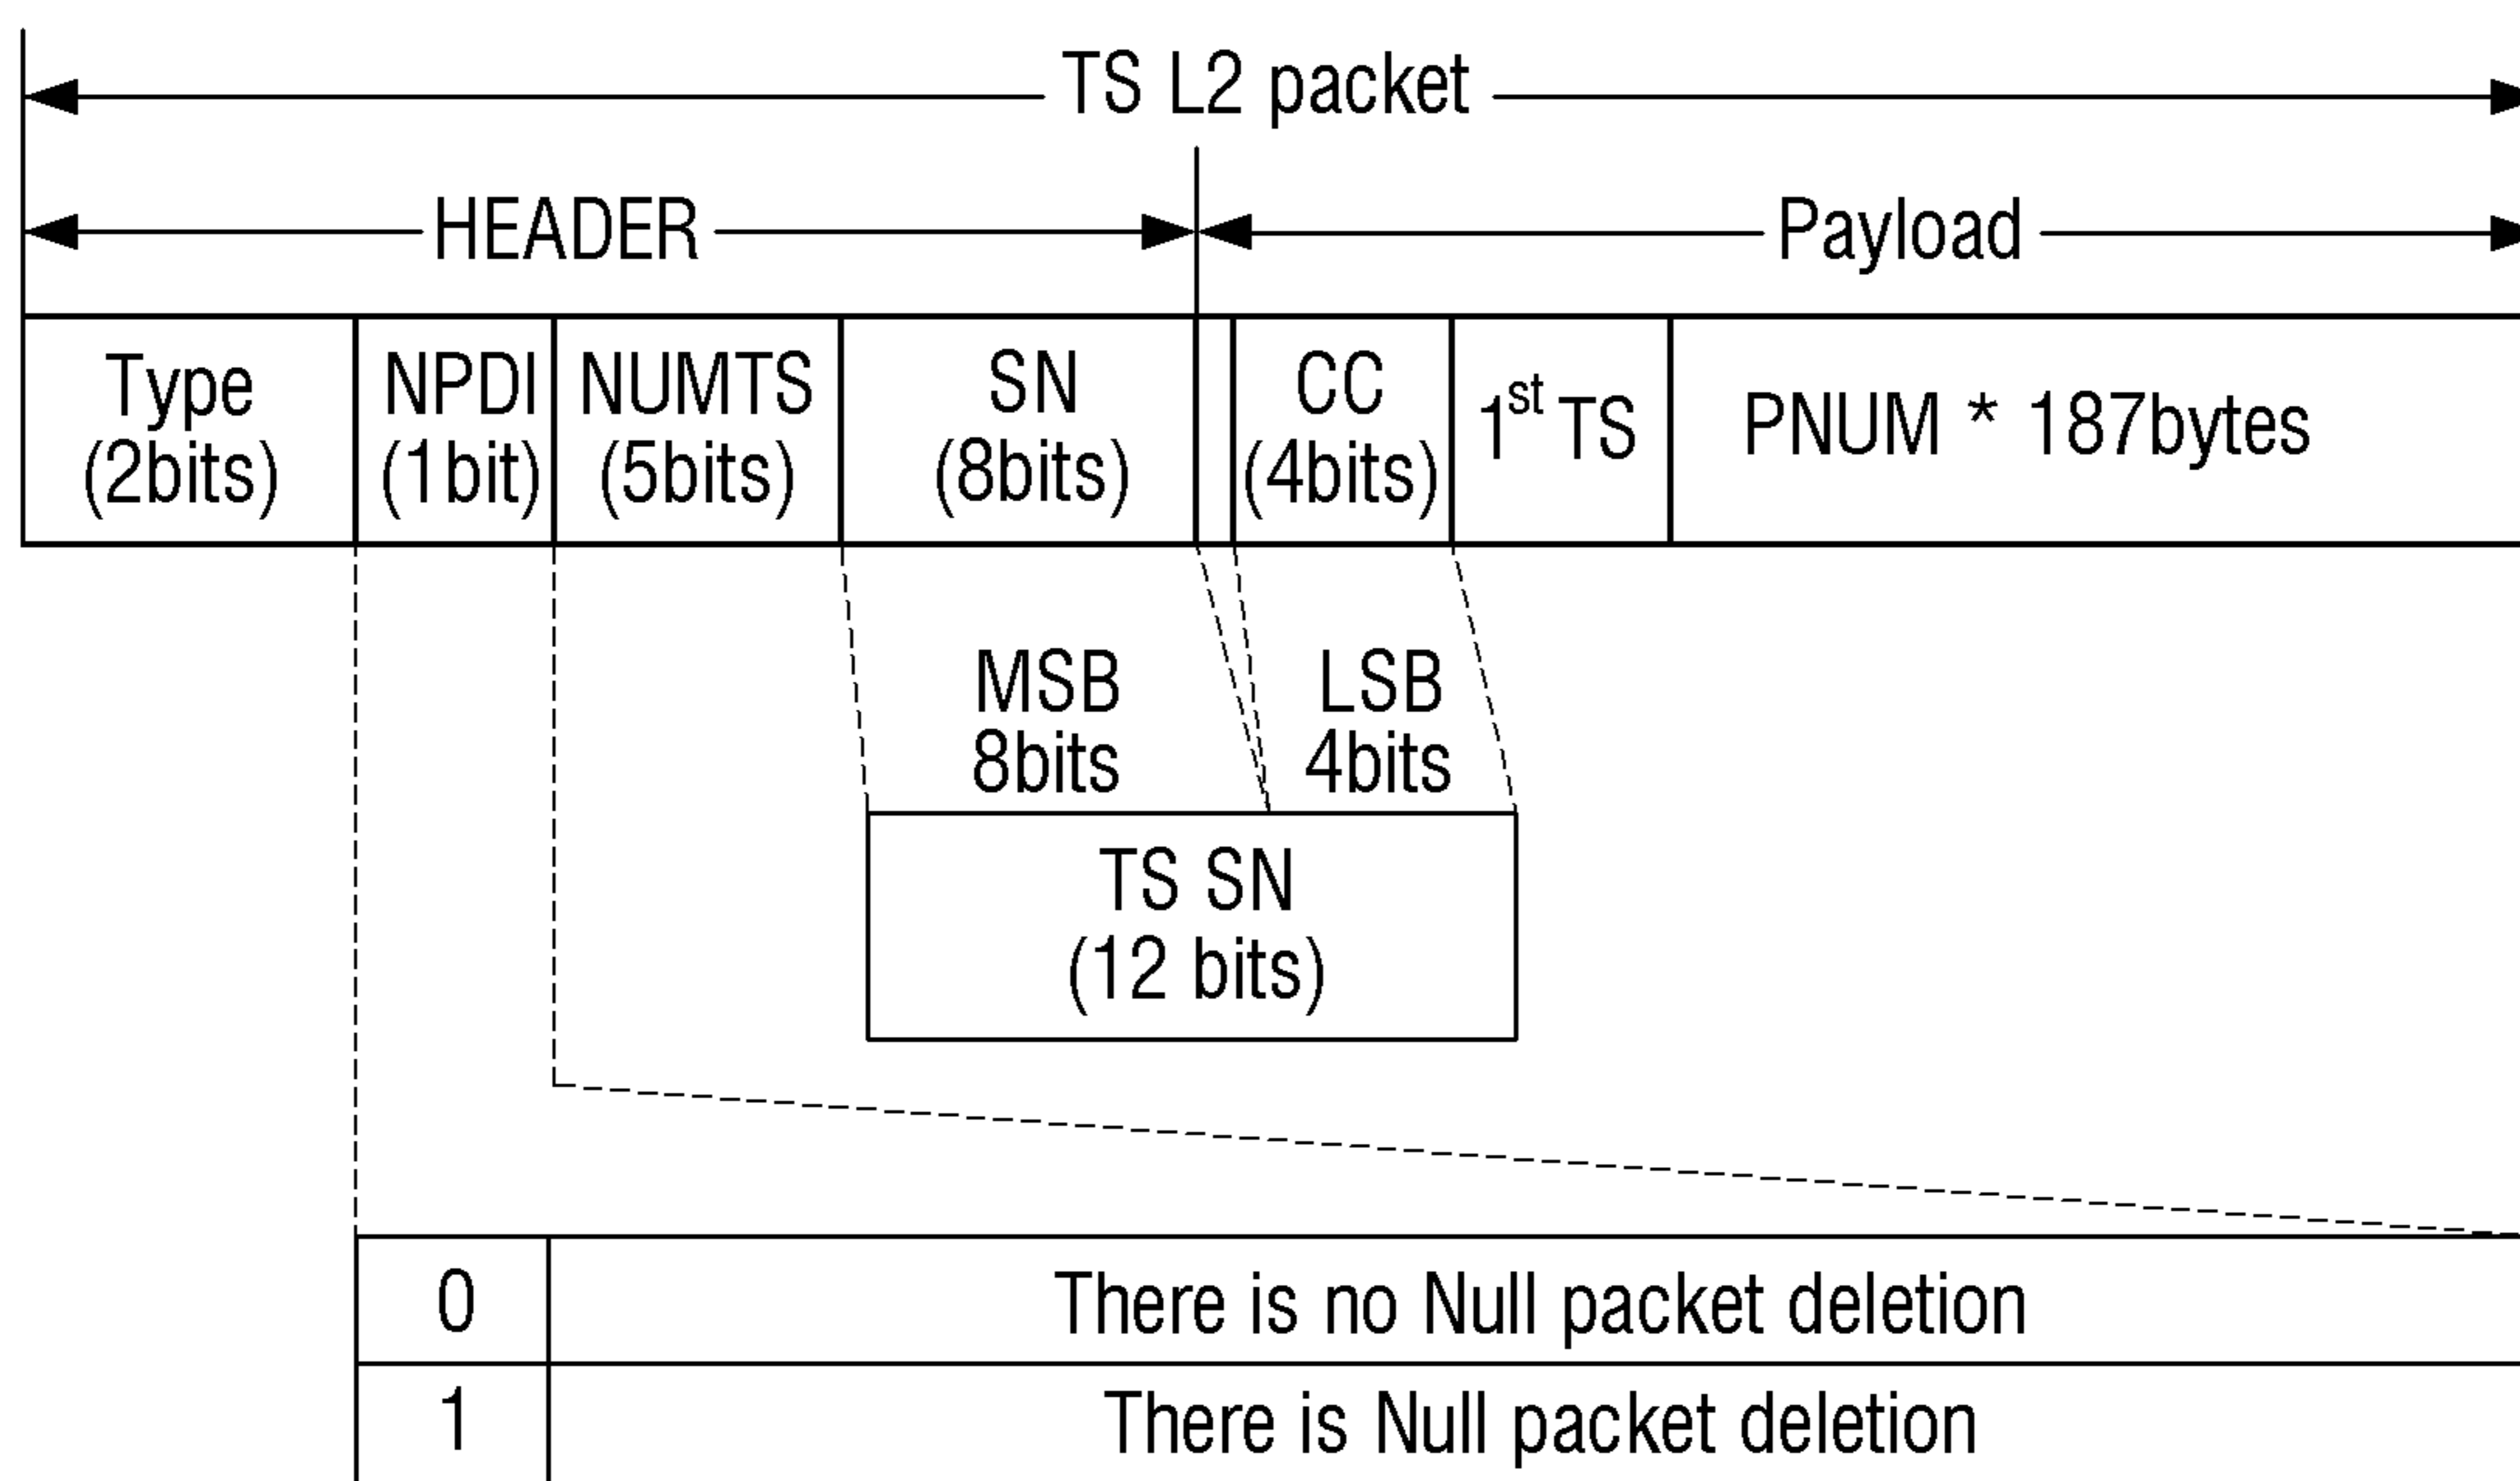 TS L2 packet
HEADER Payload
Type NPDI NUMTS SN CC 1st TS PNUM * 187bytes
(2bits) (1bit) (5bits) (8bits) (4bits)
MSB LSB
8bits 4bits
TS SN
(12 bits)
0 There is no Null packet deletion
1 There is Null packet deletion